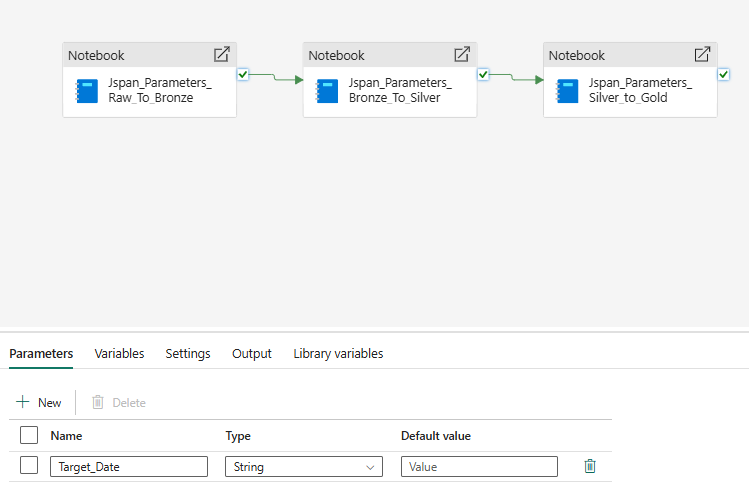 Notebook
Jspan_Parameters_
Raw_To_Bronze
Notebook
Jspan_Parameters_
Bronze_To_Silver
Notebook
Jspan_Parameters_
Silver_to_Gold
Parameters Variables Settings Output Library variables
New Delete
Name Type Default value
Target_Date String Value